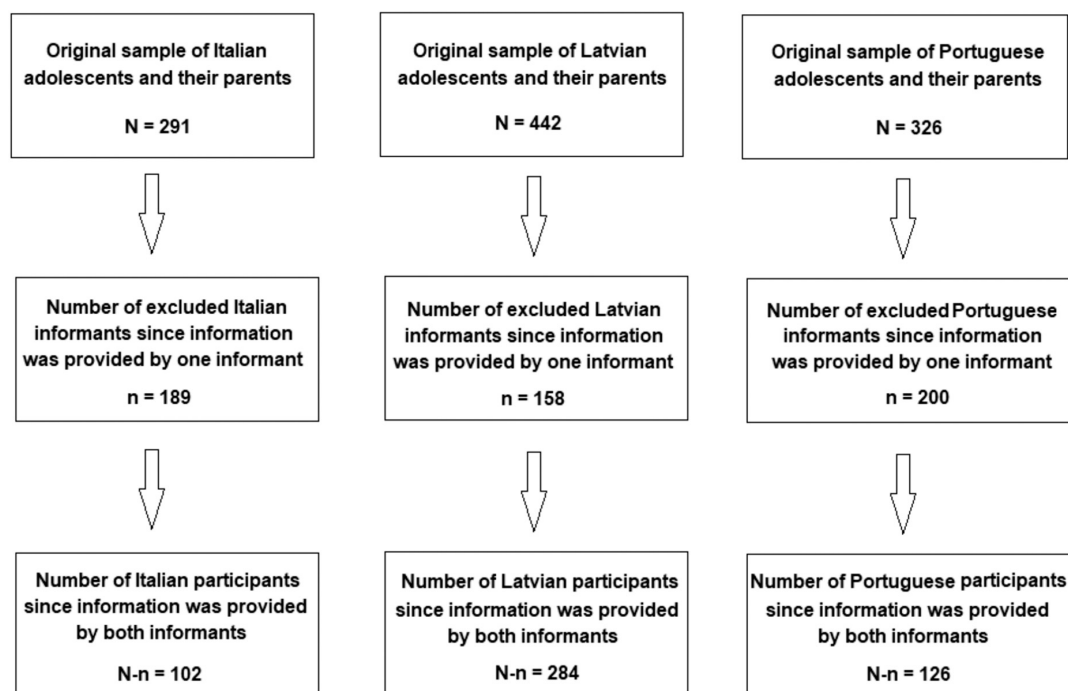 Original sample of Italian
adolescents and their parents
N = 291
Original sample of Latvian
adolescents and their parents
N = 442
Original sample of Portuguese
adolescents and their parents
N = 326
Number of excluded Italian
informants since information
was provided by one informant
n = 189
Number of excluded Latvian
informants since information
was provided by one informant
n = 158
Number of excluded Portuguese
informants since information
was provided by one informant
n = 200
Number of Italian participants
since information was provided
by both informants
N-n = 102
Number of Latvian participants
since information was provided
by both informants
N-n = 284
Number of Portuguese participants
since information was provided
by both informants
N-n = 126